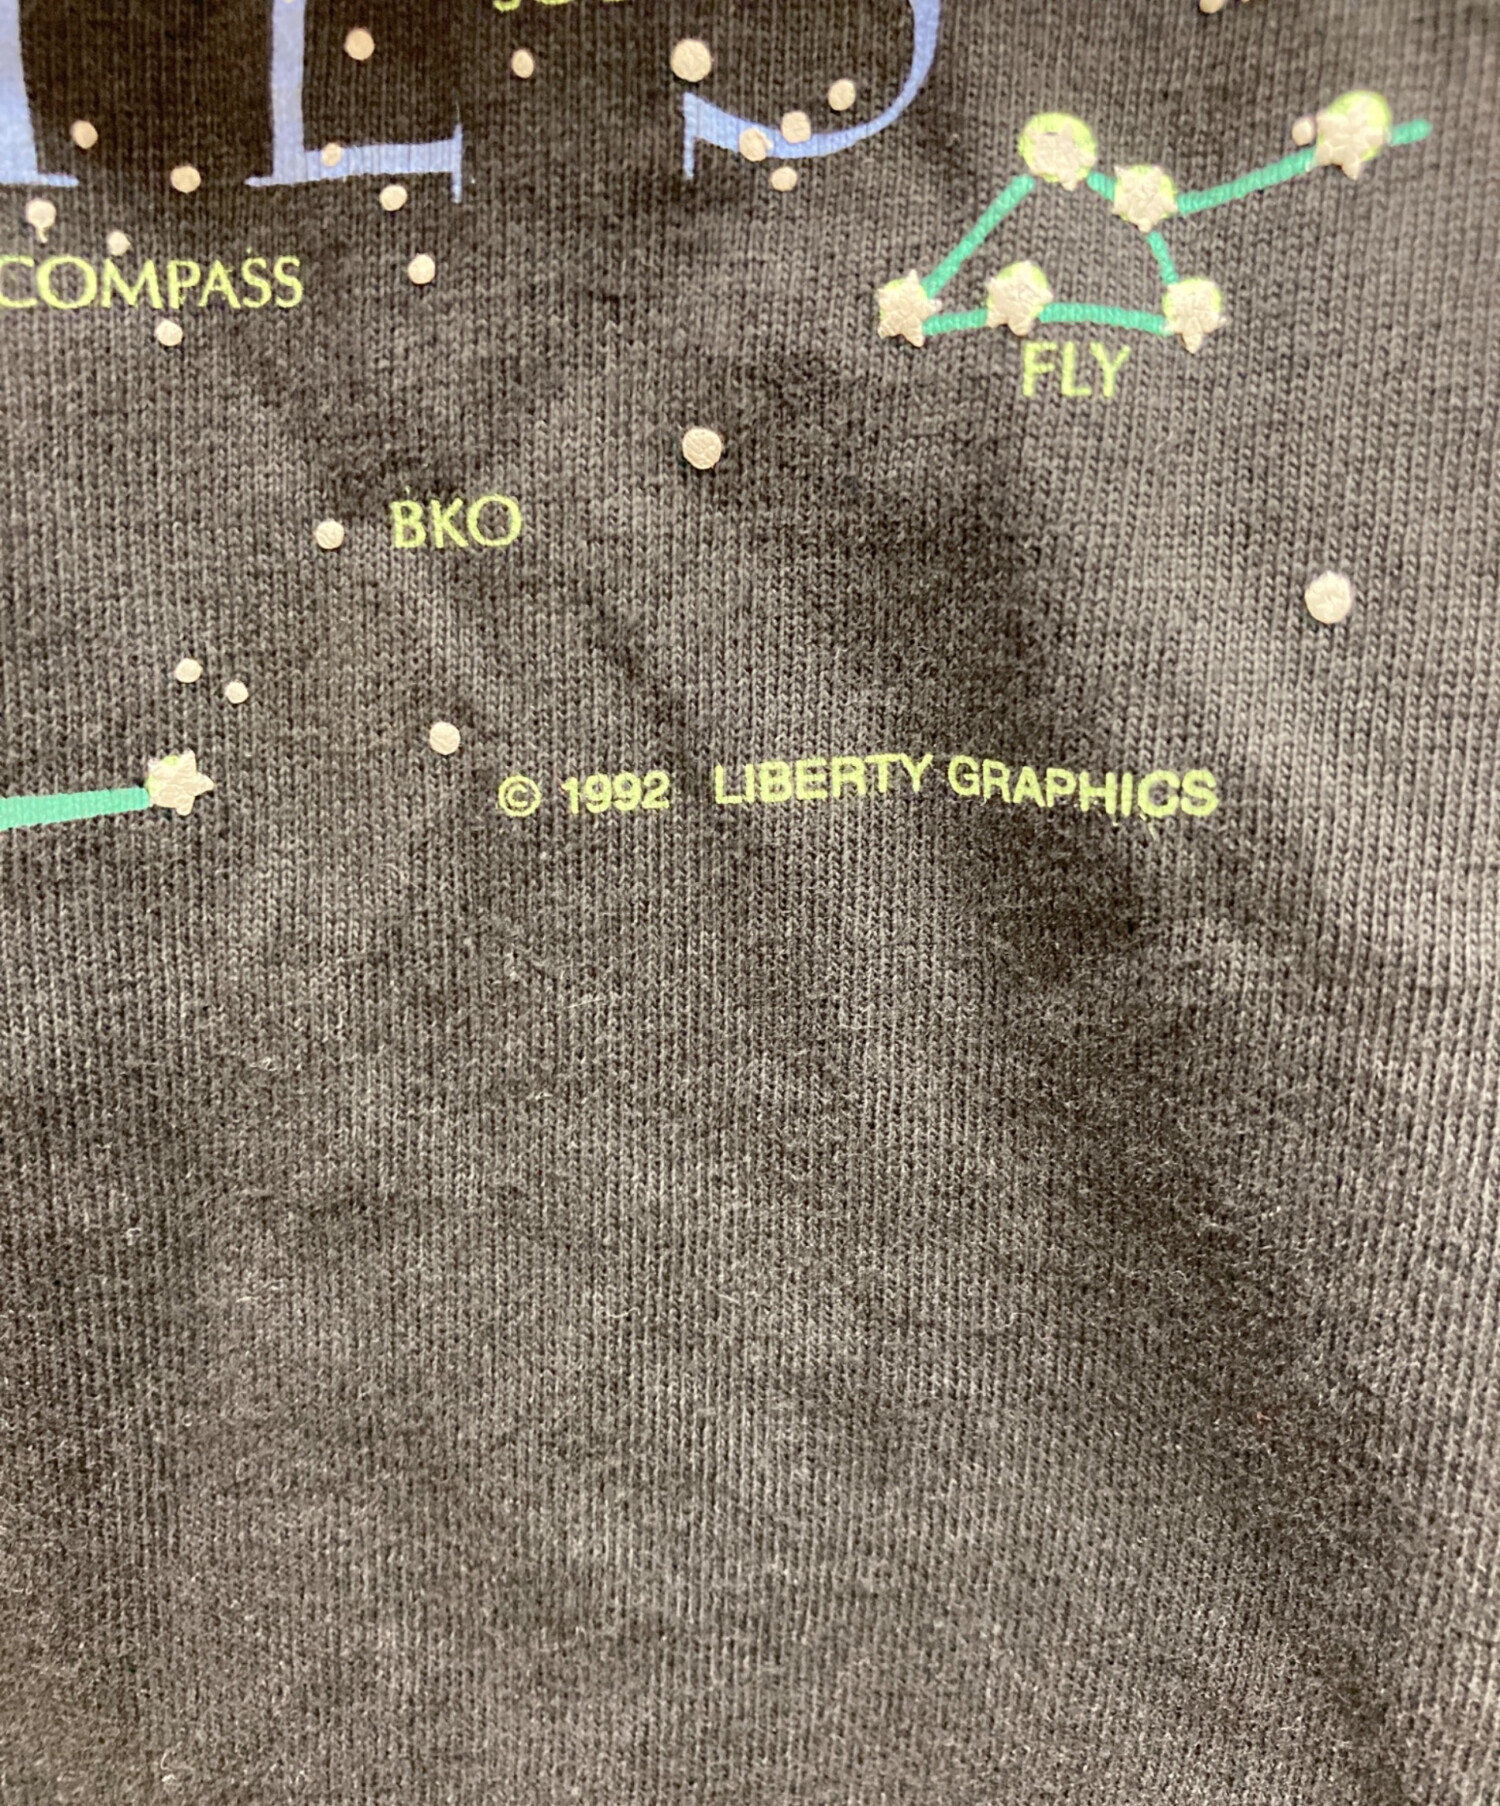 COMPASS
FLY
BKO
© 1992 LIBERTY GRAPHICS